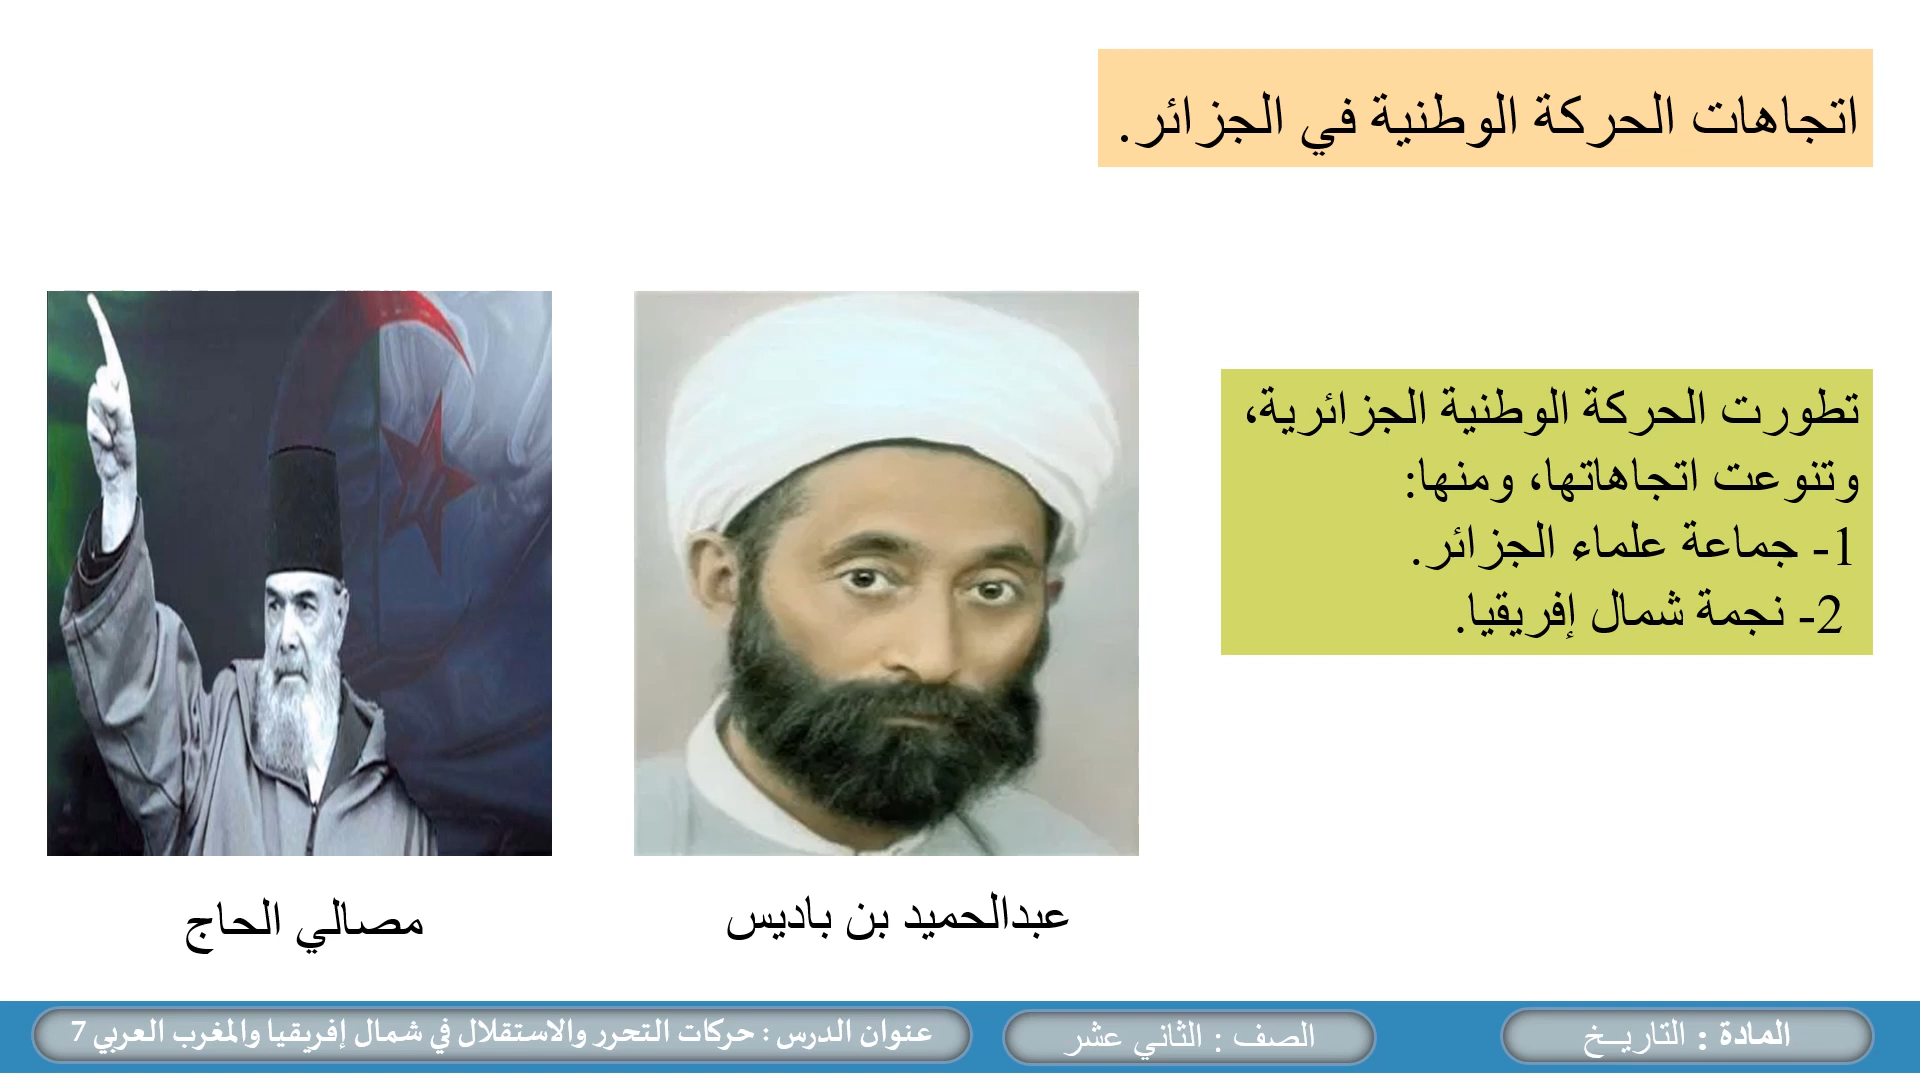 اتجاهات الحركة الوطنية في الجزائر.
تطورت الحركة الوطنية الجزائرية،
وتنوعت اتجاهاتها، ومنها:
1- جماعة علماء الجزائر.
2- نجمة شمال إفريقيا.
عبدالحميد بن باديس
مصالي الحاج
المادة : التاريـــخ
الصف : الثاني عشر
عنوان الدرس : حركات التحرر والاستقلال في شمال إفريقيا والمغرب العربي 7